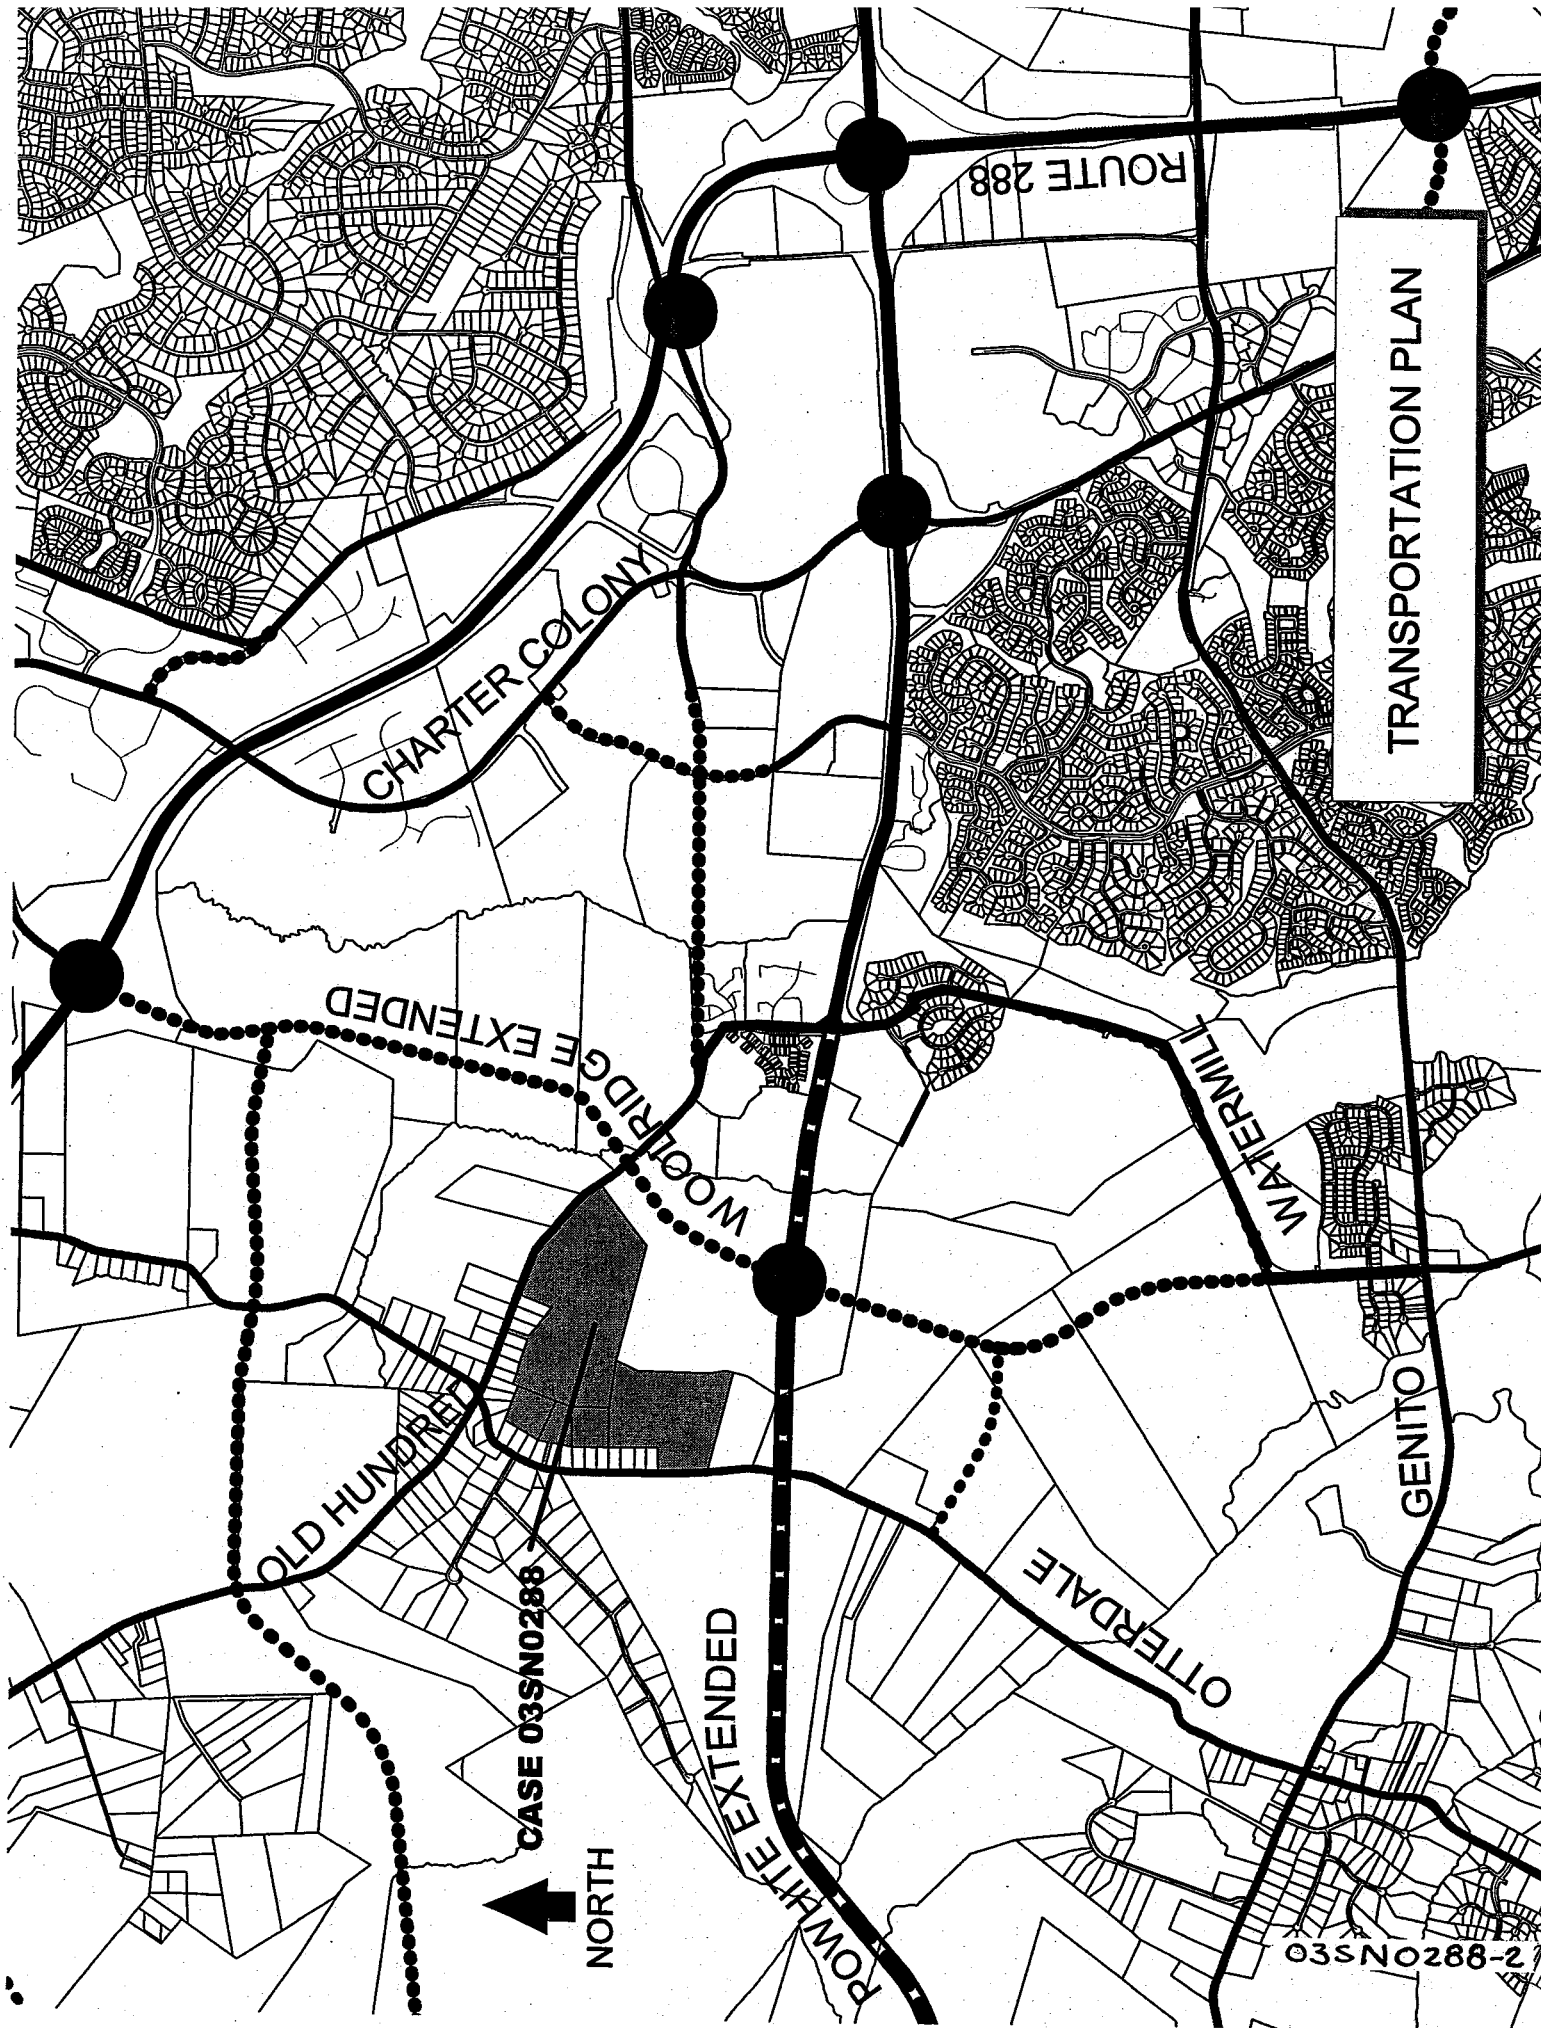 ROUTE 288
TRANSPORTATION PLAN
CHARTER COLONY
WOOLRIDGE EXTENDED
WATERMILL
OLD HUNDRED
GENITO
CASE 03SN0288
OTTERDALE
POWHITE EXTENDED
NORTH
03SN0288-2